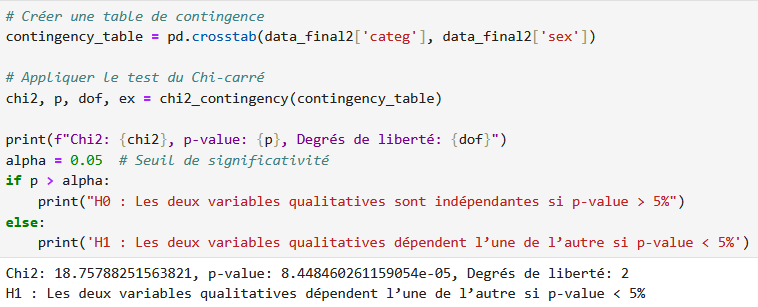 # Créer une table de contingence
contingency_table = pd.crosstab(data_final2['categ'], data_final2['sex'])
# Appliquer le test du Chi-carré
chi2, p, dof, ex = chi2_contingency(contingency_table)
print(f"Chi2: {chi2}, p-value: {p}, Degrés de liberté: {dof}")
alpha = 0.05  # Seuil de significativité
if p > alpha:
    print("H0 : Les deux variables qualitatives sont indépendantes si p-value > 5%")
else:
    print('H1 : Les deux variables qualitatives dépendent l’une de l’autre si p-value < 5%')
Chi2: 18.75788251563821, p-value: 8.448460261159054e-05, Degrés de liberté: 2
H1 : Les deux variables qualitatives dépendent l’une de l’autre si p-value < 5%